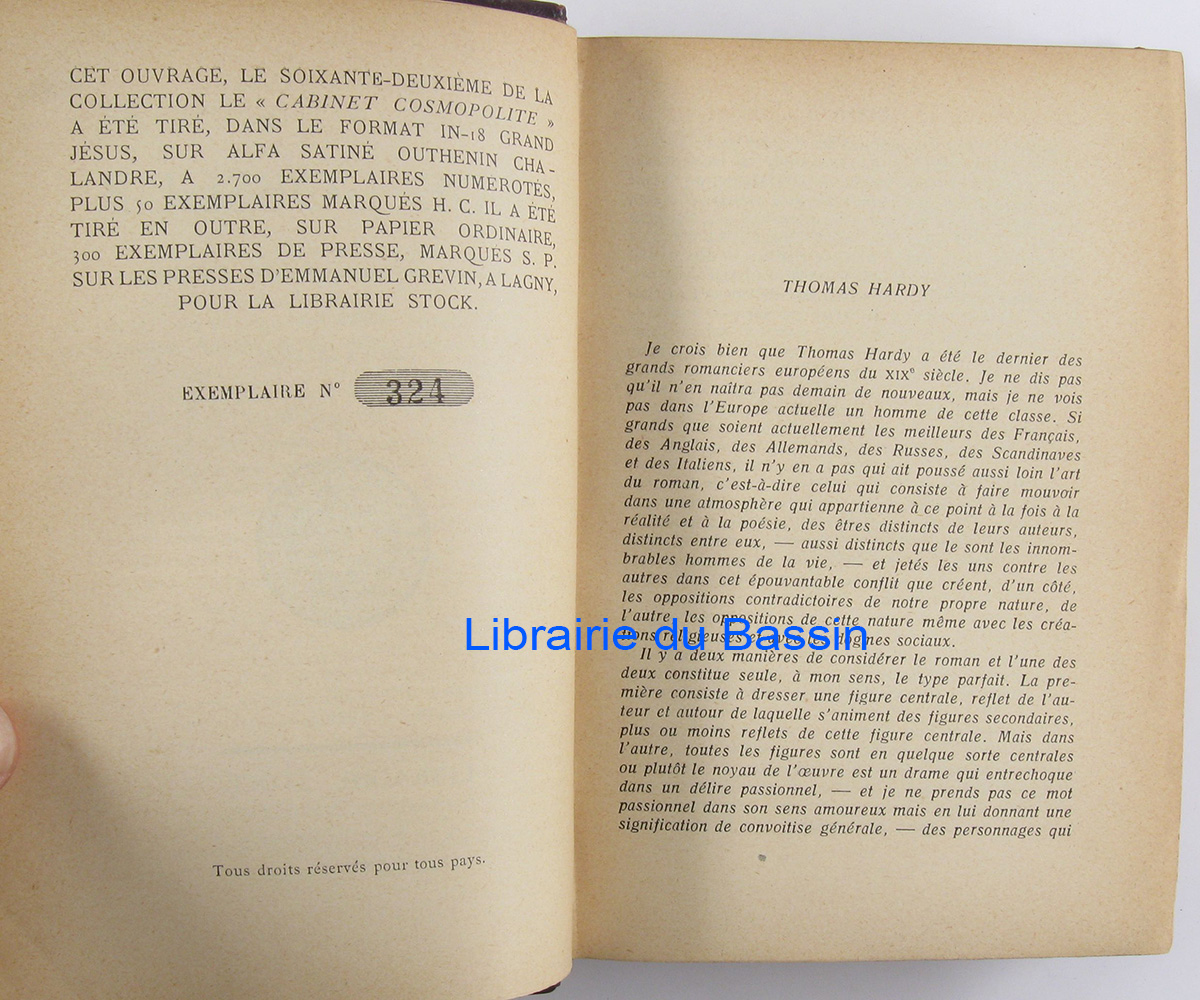 CET OUVRAGE, LE SOIXANTE-DEUXIÈME DE LA
COLLECTION LE « CABINET COSMOPOLITE »
A ÉTÉ TIRÉ, DANS LE FORMAT IN-18 GRAND
JÉSUS, SUR ALFA SATINÉ OUTHENIN CHA-
LANDRE, A 2.700 EXEMPLAIRES NUMÉROTÉS,
PLUS 50 EXEMPLAIRES MARQUÉS H. C. IL A ÉTÉ
TIRÉ EN OUTRE, SUR PAPIER ORDINAIRE,
300 EXEMPLAIRES DE PRESSE, MARQUÉS S. P.
SUR LES PRESSES D'EMMANUEL GREVIN, A LAGNY,
POUR LA LIBRAIRIE STOCK.
EXEMPLAIRE N° 324
Tous droits réservés pour tous pays.
THOMAS HARDY
Je crois bien que Thomas Hardy a été le dernier des
grands romanciers européens du XIXe siècle. Je ne dis pas
qu'il n'en naîtra pas demain de nouveaux, mais je ne vois
pas dans l'Europe actuelle un homme de cette classe. Si
grands que soient actuellement les meilleurs des Français,
des Anglais, des Allemands, des Russes, des Scandinaves
et des Italiens, il n'y en a pas qui ait poussé aussi loin l'art
du roman, c'est-à-dire celui qui consiste à faire mouvoir
dans une atmosphère qui appartienne à ce point à la fois à la
réalité et à la poésie, des êtres distincts de leurs auteurs,
distincts entre eux, — aussi distincts que le sont les innom-
brables hommes de la vie, — et jetés les uns contre les
autres dans cet épouvantable conflit que créent, d'un côté,
les oppositions contradictoires de notre propre nature, de
l'autre, les oppositions de cette nature même avec les créa-
tions religieuses et avec les dogmes sociaux.
Librairie du Bassin
Il y a deux manières de considérer le roman et l'une des
deux constitue seule, à mon sens, le type parfait. La pre-
mière consiste à dresser une figure centrale, reflet de l'au-
teur et autour de laquelle s'animent des figures secondaires,
plus ou moins reflets de cette figure centrale. Mais dans
l'autre, toutes les figures sont en quelque sorte centrales
ou plutôt le noyau de l'œuvre est un drame qui entrechoque
dans un délire passionnel, — et je ne prends pas ce mot
passionnel dans son sens amoureux mais en lui donnant une
signification de convoitise générale, — des personnages qui